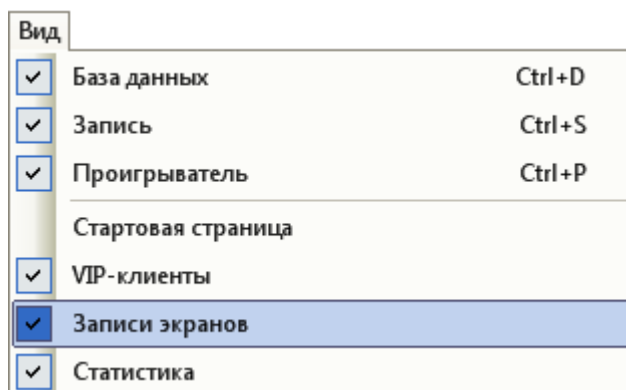 Вид
База данных Ctrl+D
Запись Ctrl+S
Проигрыватель Ctrl+P
Стартовая страница
VIP-клиенты
Записи экранов
Статистика